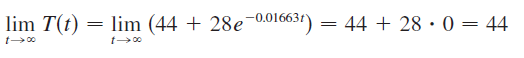 lim T(t) = lim (44 + 28e^{-0.01663t}) = 44 + 28 · 0 = 44
t→∞ t→∞